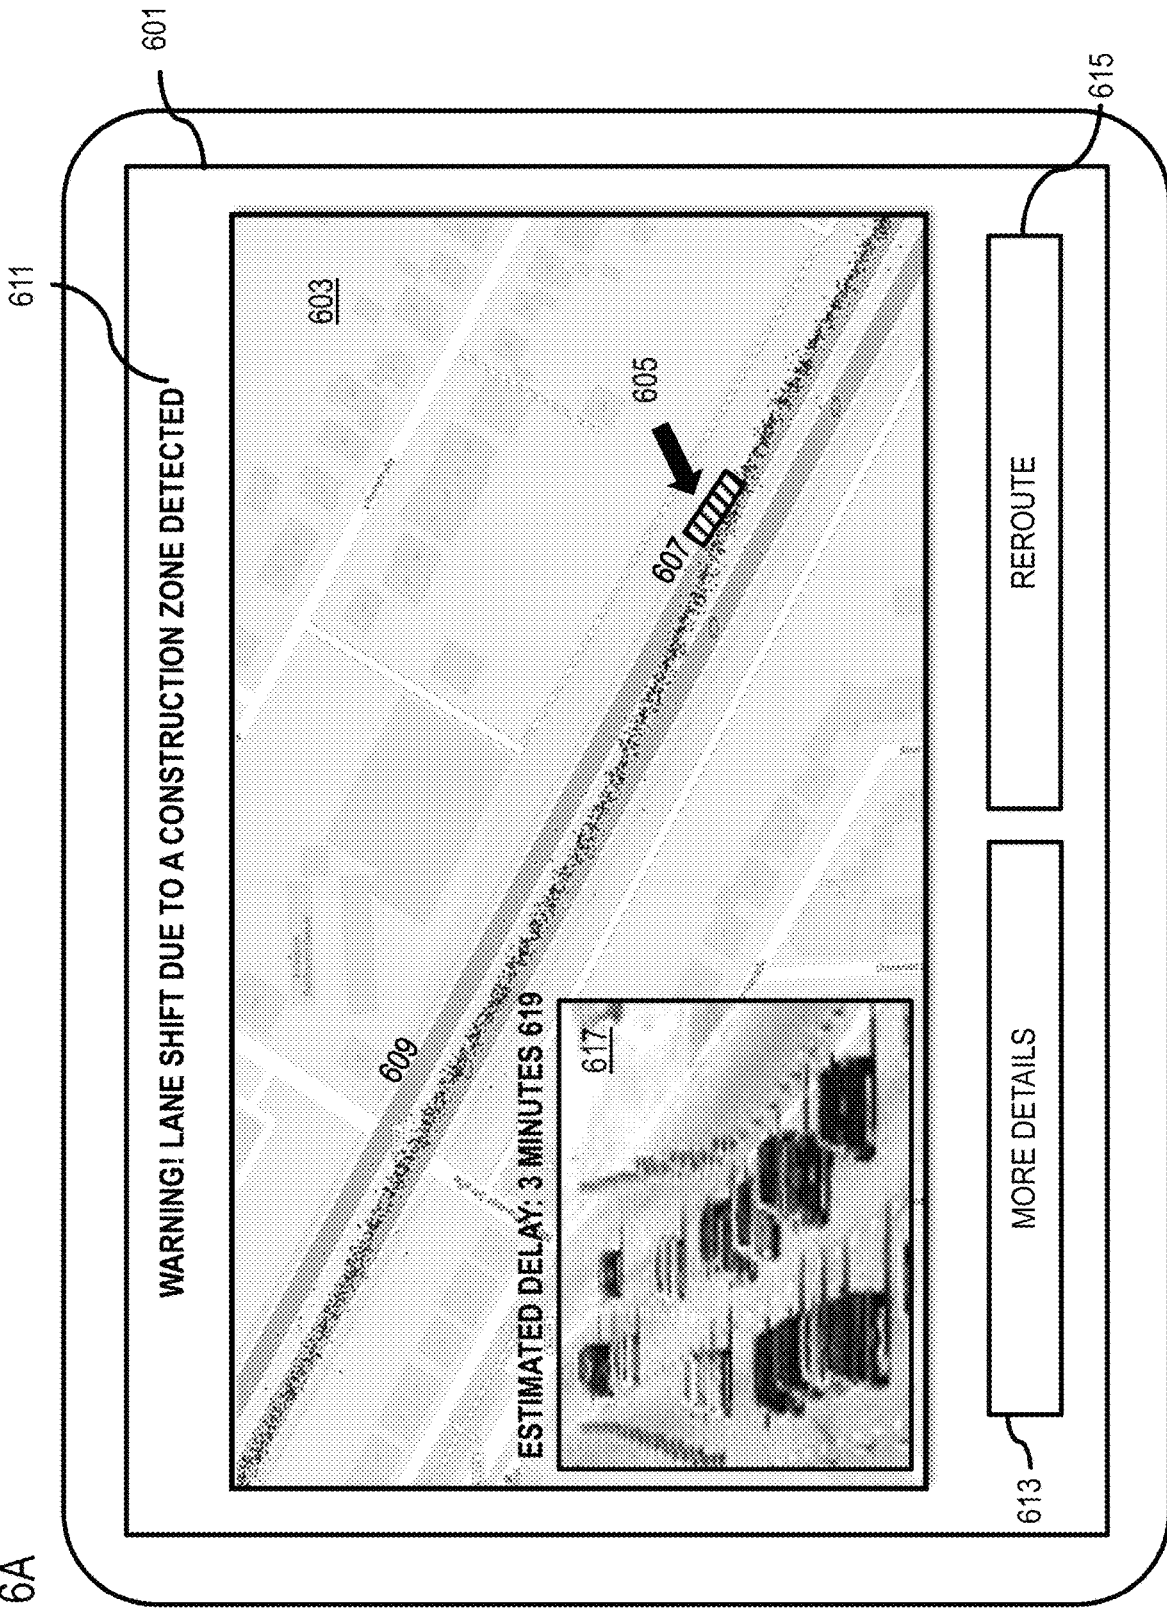 6A
601
611
WARNING! LANE SHIFT DUE TO A CONSTRUCTION ZONE DETECTED
603
605
607
609
ESTIMATED DELAY: 3 MINUTES 619
617
MORE DETAILS
REROUTE
613
615